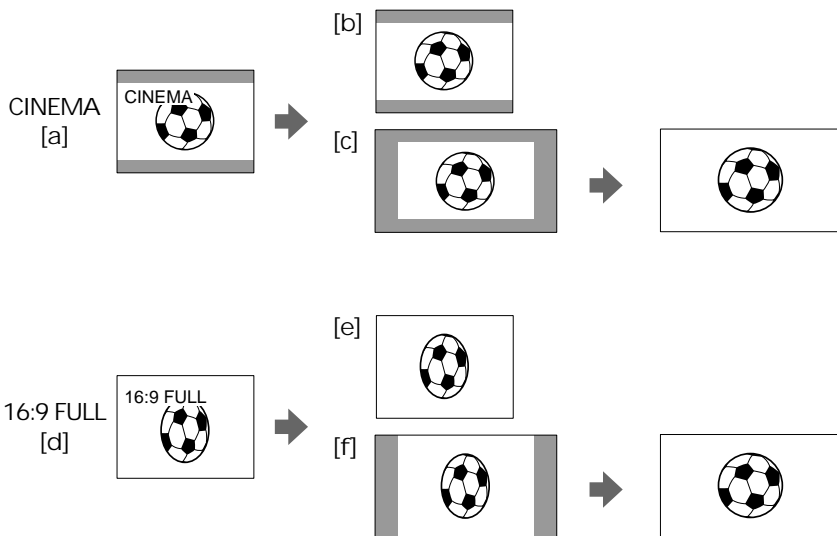 [b]
CINEMA
CINEMA
[a]
[c]
[e]
16:9 FULL
16:9 FULL
[d]
[f]